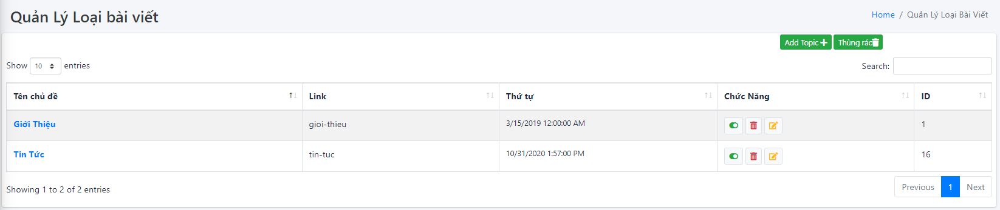 Quản Lý Loại bài viết
Home / Quản Lý Loại Bài Viết
Add Topic Thùng rác
Show 10 entries
Search:
Tên chủ đề Link Thứ tự Chức Năng ID
Giới Thiệu gioi-thieu 3/15/2019 12:00:00 AM 1
Tin Tức tin-tuc 10/31/2020 1:57:00 PM 16
Showing 1 to 2 of 2 entries
Previous 1 Next